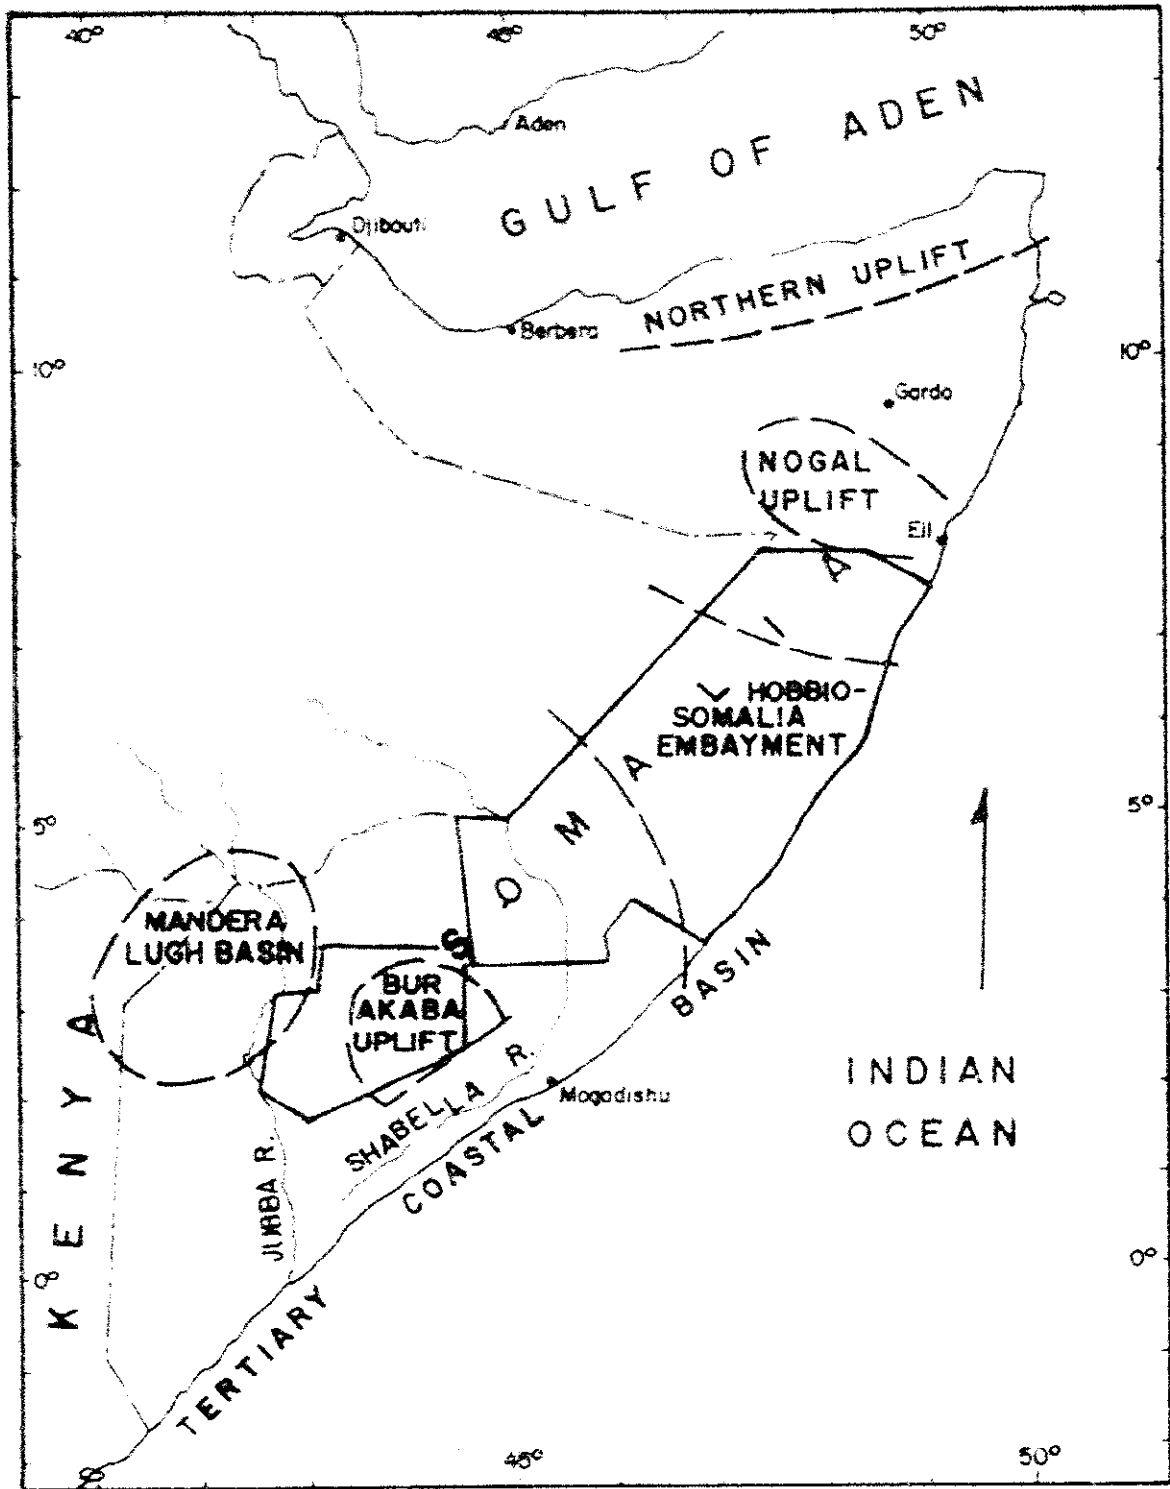 40°
45°
50°
Aden
GULF OF ADEN
Djibouti
NORTHERN UPLIFT
Berbera
10°
10°
Gardo
NOGAL
UPLIFT
Eil
HOBBIO-
SOMALIA
EMBAYMENT
SOMALIA
5°
5°
MANDERA
LUGH BASIN
BUR
AKABA
UPLIFT
KENYA
INDIAN
OCEAN
Mogadishu
SHABELLA R.
JUBBA R.
TERTIARY COASTAL BASIN
0°
0°
45°
50°